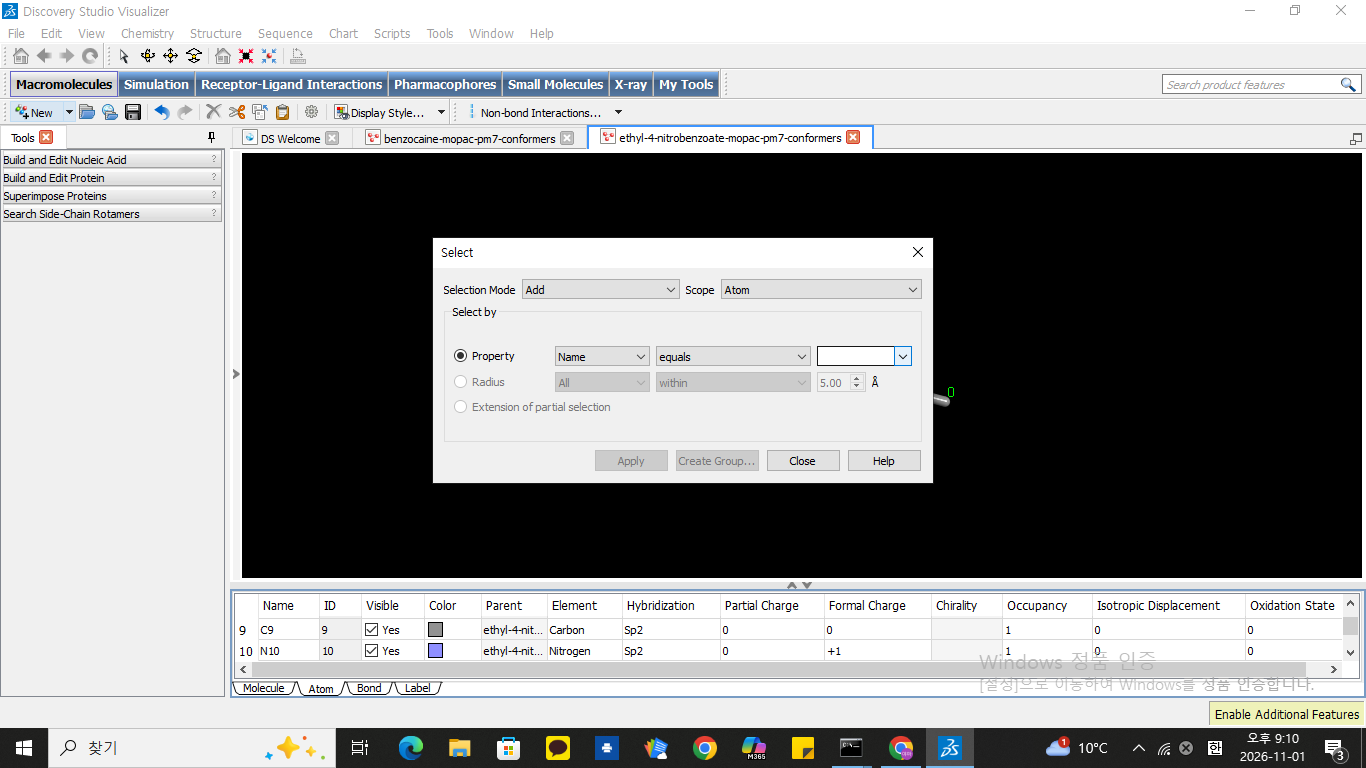 Discovery Studio Visualizer
File Edit View Chemistry Structure Sequence Chart Scripts Tools Window Help
Macromolecules Simulation Receptor-Ligand Interactions Pharmacophores Small Molecules X-ray My Tools
Search product features
New Display Style... Non-bond Interactions...
Tools
DS Welcome benzocaine-mopac-pm7-conformers ethyl-4-nitrobenzoate-mopac-pm7-conformers
Build and Edit Nucleic Acid ?
Build and Edit Protein ?
Superimpose Proteins ?
Search Side-Chain Rotamers ?
Select
Selection Mode Add Scope Atom
Select by
Property Name equals
Radius All within 5.00 Å
Extension of partial selection
Apply Create Group... Close Help
O
Name ID Visible Color Parent Element Hybridization Partial Charge Formal Charge Chirality Occupancy Isotropic Displacement Oxidation State
9 C9 9 Yes ethyl-4-nit... Carbon Sp2 0 0 1 0 0
10 N10 10 Yes ethyl-4-nit... Nitrogen Sp2 0 +1 1 0 0
Windows 정품 인증
[설정]으로 이동하여 Windows를 정품 인증합니다.
Molecule Atom Bond Label
Enable Additional Features
찾기
M365
1
10°C
한
오후 9:10
2026-11-01
3